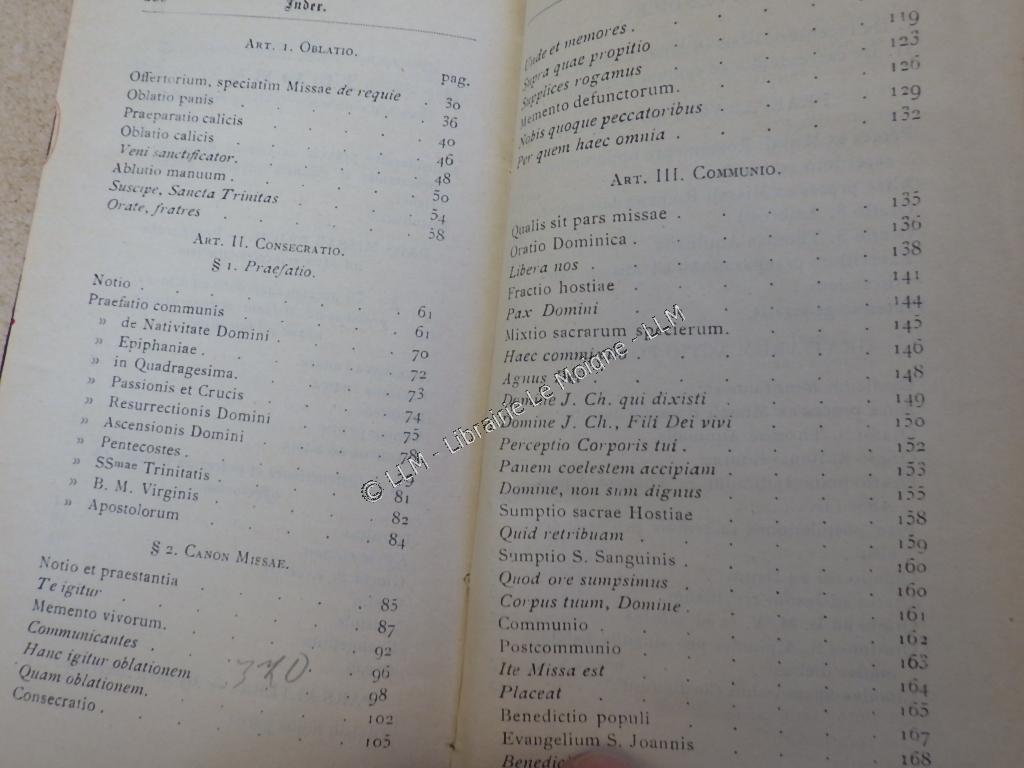 Index.
Art. I. Oblatio.
pag.
Offertorium, speciatim Missae de requie . 30
Oblatio panis . . . . 36
Praeparatio calicis . . . . 40
Oblatio calicis . . . . 46
Veni sanctificator. . . . . 48
Ablutio manuum . . . . . 50
Suscipe, Sancta Trinitas . . . . 54
Orate, fratres . . . . . 58
Art. II. Consecratio.
§ 1. Praefatio.
Notio . . . . . . 61
Praefatio communis . . . . 61
» de Nativitate Domini . . . 70
» Epiphaniae . . . . 72
» in Quadragesima. . . . 73
» Passionis et Crucis . . . 74
» Resurrectionis Domini . . . 75
» Ascensionis Domini . . . 78
» Pentecostes . . . .
» SSmae Trinitatis . . . 81
» B. M. Virginis . . . 82
» Apostolorum . . . . 84
§ 2. Canon Missae.
Notio et praestantia . . . . 85
Te igitur . . . . . 87
Memento vivorum. . . . . 92
Communicantes . . . . 96
Hanc igitur oblationem . . . 98
Quam oblationem. . . . . 102
Consecratio . . . . . 105
Unde et memores .
Supra quae propitio . . . . 119
Supplices rogamus . . . . 123
Memento defunctorum. . . . . 126
Nobis quoque peccatoribus . . . 129
Per quem haec omnia . . . . 132
Art. III. Communio.
Qualis sit pars missae . . . . 135
Oratio Dominica . . . . . 136
Libera nos . . . . . 138
Fractio hostiae . . . . . 141
Pax Domini . . . . . 144
Mixtio sacrarum specierum. . . . 145
Haec commixtio . . . . 146
Agnus . . . . 148
Domine J. Ch. qui dixisti . . . 149
Domine J. Ch., Fili Dei vivi . . . 150
Perceptio Corporis tui . . . . 152
Panem coelestem accipiam . . . 153
Domine, non sum dignus . . . 155
Sumptio sacrae Hostiae . . . 158
Quid retribuam . . . . 159
Sumptio S. Sanguinis . . . . 160
Quod ore sumpsimus . . . . 160
Corpus tuum, Domine . . . . 161
Communio . . . . . 162
Postcommunio . . . . . 163
Ite Missa est . . . . . 164
Placeat . . . . . 165
Benedictio populi . . . . 167
Evangelium S. Joannis . . . . 168
320
© LLM - Librairie Le Moigne - LLM